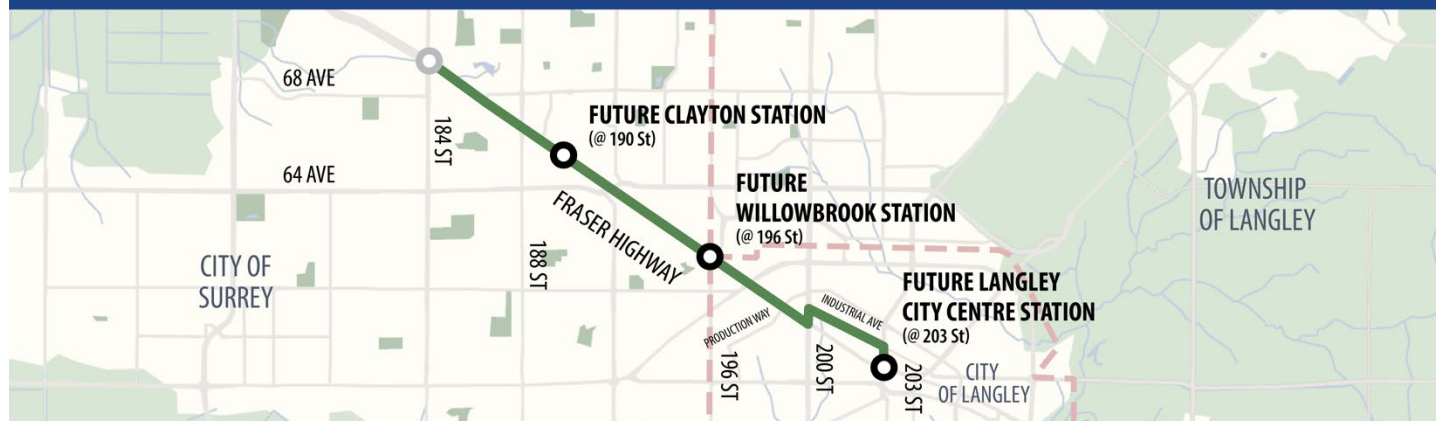 68 AVE
184 ST
FUTURE CLAYTON STATION
(@ 190 St)
64 AVE
FRASER HIGHWAY
188 ST
FUTURE
WILLOWBROOK STATION
(@ 196 St)
TOWNSHIP
OF LANGLEY
CITY OF
SURREY
PRODUCTION WAY
INDUSTRIAL AVE
FUTURE LANGLEY
CITY CENTRE STATION
(@ 203 St)
196 ST
200 ST
203 ST
CITY
OF LANGLEY